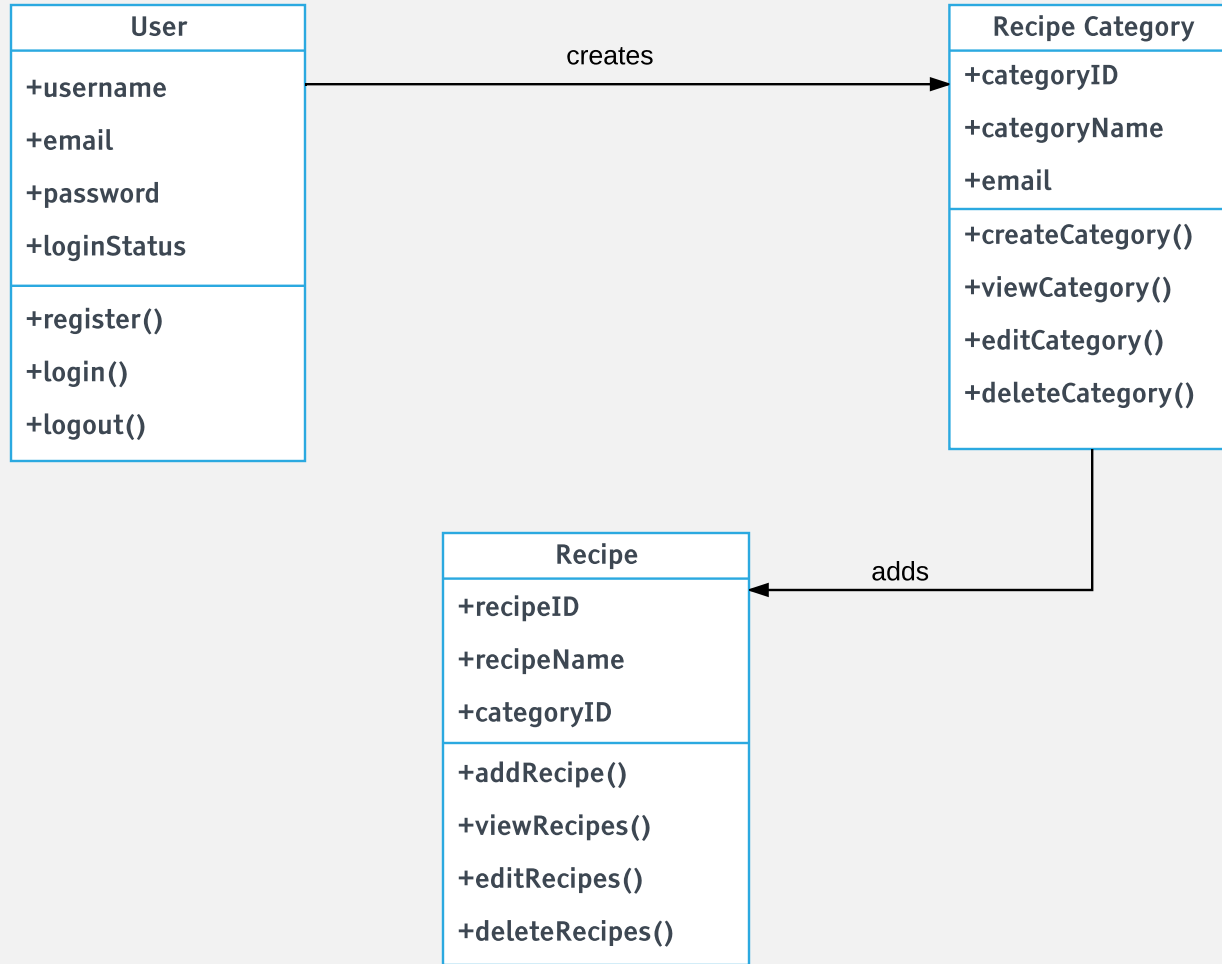 User
+username
+email
+password
+loginStatus
+register()
+login()
+logout()
creates
Recipe Category
+categoryID
+categoryName
+email
+createCategory()
+viewCategory()
+editCategory()
+deleteCategory()
adds
Recipe
+recipeID
+recipeName
+categoryID
+addRecipe()
+viewRecipes()
+editRecipes()
+deleteRecipes()